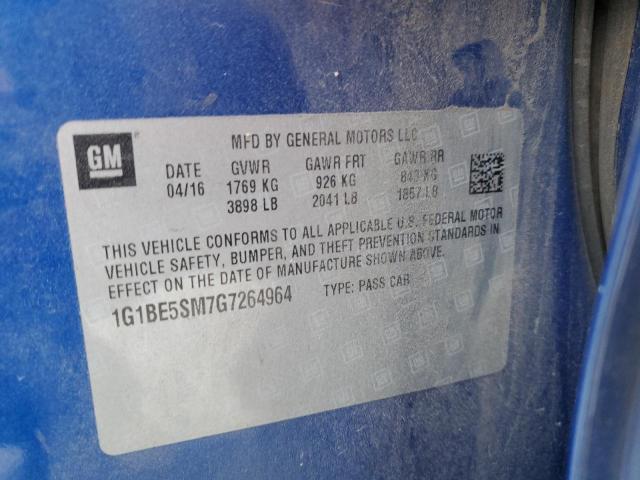 GM
MFD BY GENERAL MOTORS LLC
DATE GVWR GAWR FRT GAWR RR
04/16 1769 KG 926 KG 843 KG
3898 LB 2041 LB 1857 LB
THIS VEHICLE CONFORMS TO ALL APPLICABLE U.S. FEDERAL MOTOR
VEHICLE SAFETY, BUMPER, AND THEFT PREVENTION STANDARDS IN
EFFECT ON THE DATE OF MANUFACTURE SHOWN ABOVE.
1G1BE5SM7G7264964 TYPE: PASS CAR